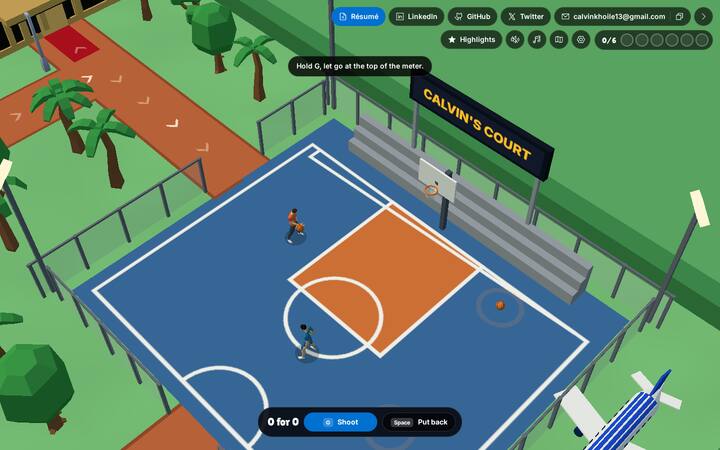 Résumé
LinkedIn
GitHub
Twitter
calvinkhoile13@gmail.com
Highlights
0/6
Hold G, let go at the top of the meter.
CALVIN'S COURT
0 for 0
G Shoot
Space Put back